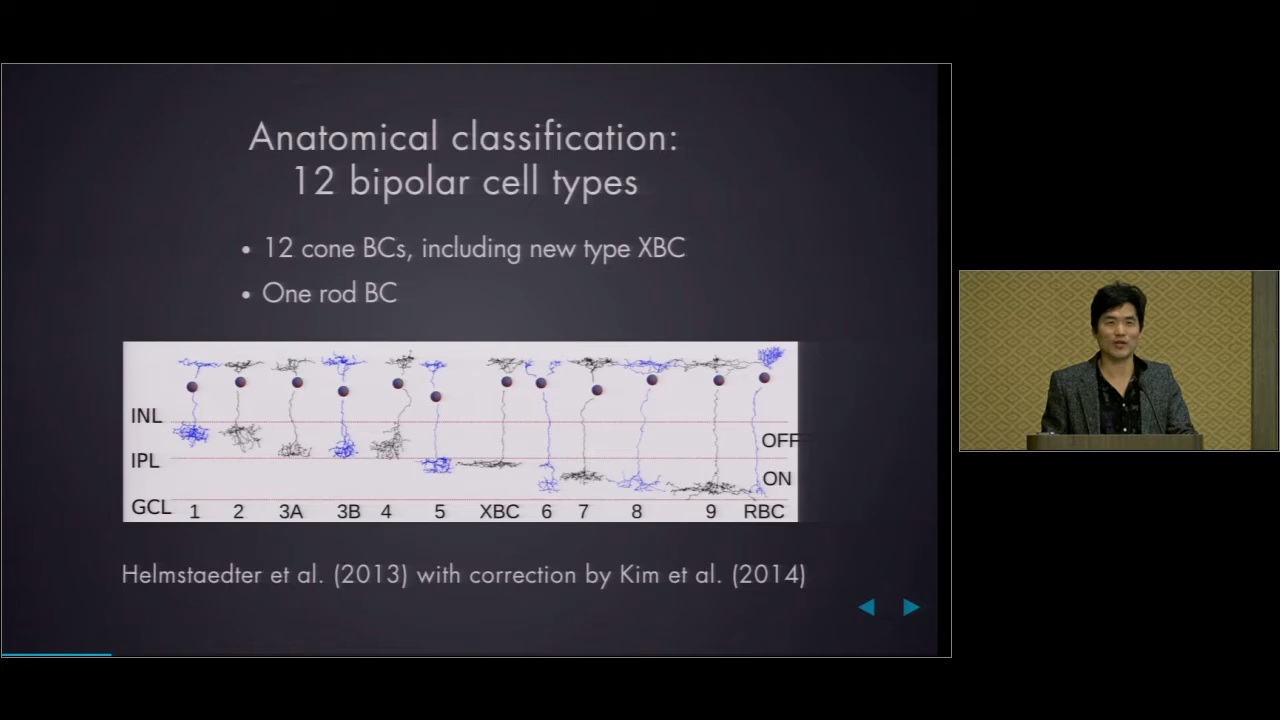 Anatomical classification:
12 bipolar cell types
• 12 cone BCs, including new type XBC
• One rod BC
INL
OFF
IPL
ON
GCL 1 2 3A 3B 4 5 XBC 6 7 8 9 RBC
Helmstaedter et al. (2013) with correction by Kim et al. (2014)